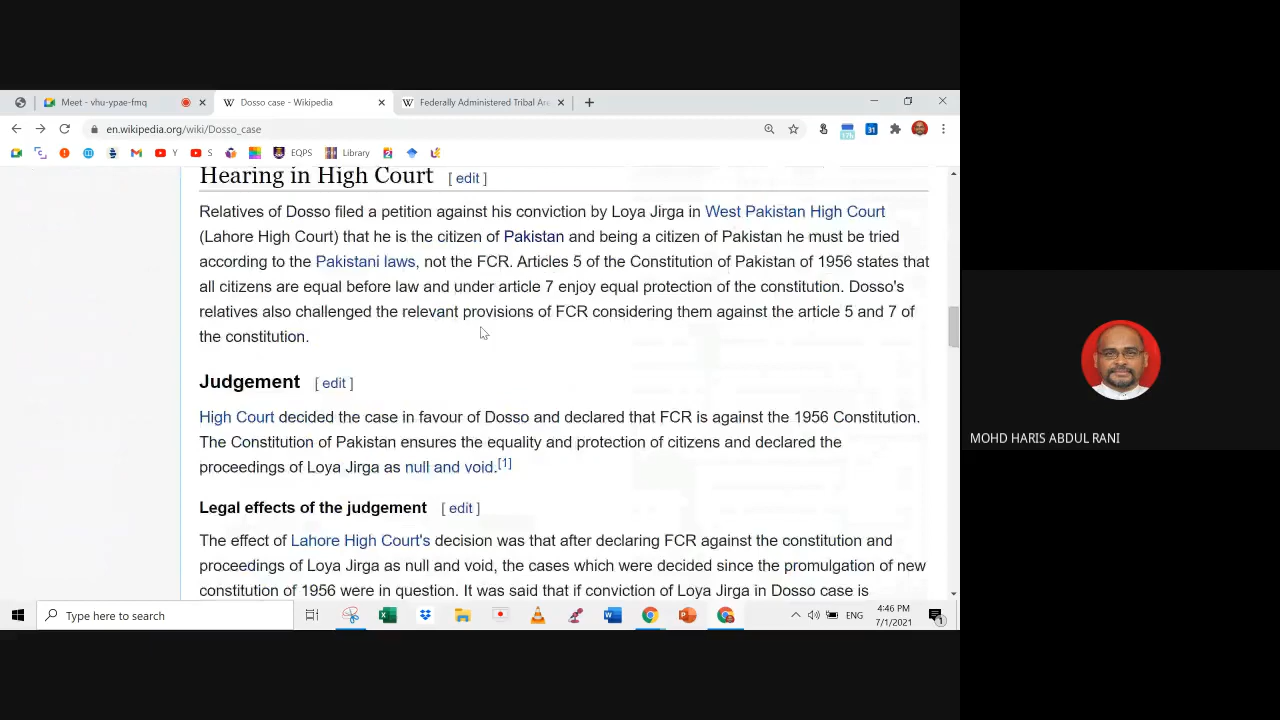 Meet - vhu-ypae-fmq
Dosso case - Wikipedia
Federally Administered Tribal Are
en.wikipedia.org/wiki/Dosso_case
31
Y
S
EQPS
Library
Hearing in High Court [ edit ]
Relatives of Dosso filed a petition against his conviction by Loya Jirga in West Pakistan High Court
(Lahore High Court) that he is the citizen of Pakistan and being a citizen of Pakistan he must be tried
according to the Pakistani laws, not the FCR. Articles 5 of the Constitution of Pakistan of 1956 states that
all citizens are equal before law and under article 7 enjoy equal protection of the constitution. Dosso's
relatives also challenged the relevant provisions of FCR considering them against the article 5 and 7 of
the constitution.
Judgement [ edit ]
High Court decided the case in favour of Dosso and declared that FCR is against the 1956 Constitution.
The Constitution of Pakistan ensures the equality and protection of citizens and declared the
proceedings of Loya Jirga as null and void.[1]
Legal effects of the judgement [ edit ]
The effect of Lahore High Court's decision was that after declaring FCR against the constitution and
proceedings of Loya Jirga as null and void, the cases which were decided since the promulgation of new
constitution of 1956 were in question. It was said that if conviction of Loya Jirga in Dosso case is
MOHD HARIS ABDUL RANI
Type here to search
ENG
4:46 PM
7/1/2021
1